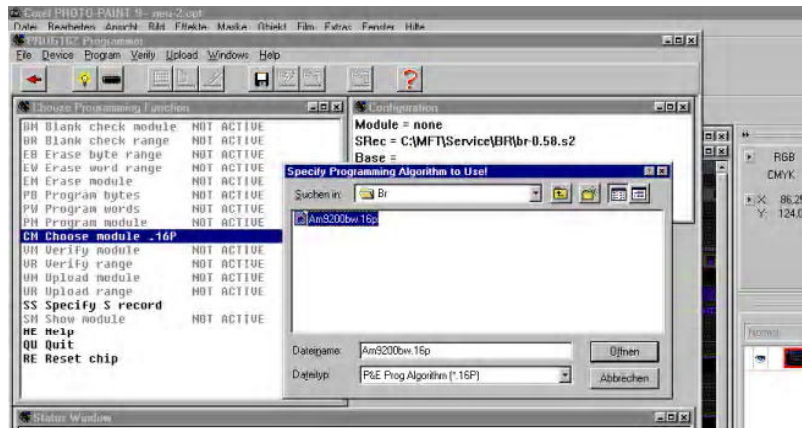 Corel PHOTO-PAINT 9 - neu-2.cpt
Datei Bearbeiten Ansicht Bild Effekte Maske Objekt Film Extras Fenster Hilfe
PROG16Z Programmer
File Device Program Verify Upload Windows Help
Choose Programming Function
BM Blank check module NOT ACTIVE
BR Blank check range NOT ACTIVE
EB Erase byte range NOT ACTIVE
EW Erase word range NOT ACTIVE
EM Erase module NOT ACTIVE
PB Program bytes NOT ACTIVE
PW Program words NOT ACTIVE
PM Program module NOT ACTIVE
CM Choose module .16P
VM Verify module NOT ACTIVE
VR Verify range NOT ACTIVE
UM Upload module NOT ACTIVE
UR Upload range NOT ACTIVE
SS Specify S record
SM Show module NOT ACTIVE
HE Help
QU Quit
RE Reset chip
Configuration
Module = none
SRec = C:\MFT\Service\BR\br-0.58.s2
Base =
Specify Programming Algorithm to Use!
Suchen in: Br
Am9200bw.16p
Dateiname: Am9200bw.16p
Öffnen
Dateityp: P&E Prog Algorithm (*.16P)
Abbrechen
Status Window
RGB
CMYK
X: 86,2
Y: 124,0